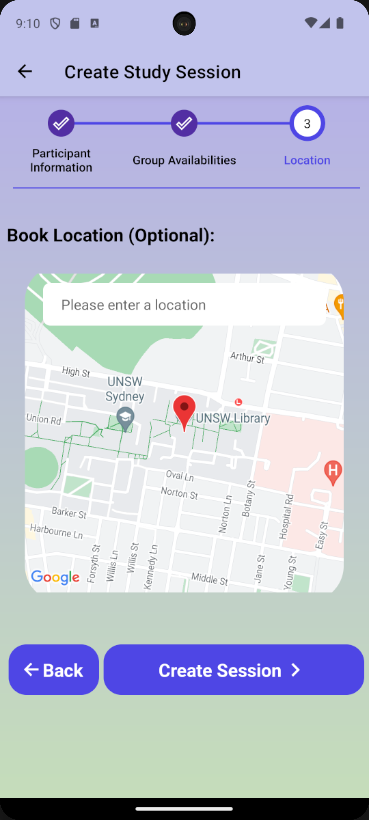 9:10
Create Study Session
3
Participant
Information
Group Availabilities
Location
Book Location (Optional):
Please enter a location
Arthur St
High St
UNSW
Sydney
UNSW Library
Union Rd
H
Oval Ln
Norton St
Barker St
Harbourne Ln
Forsyth St
Willis Ln
Willis St
Kennedy Ln
Norton Ln
Botany St
Hospital Rd
Easy St
Middle St
Jane St
Young St
Google
Back
Create Session